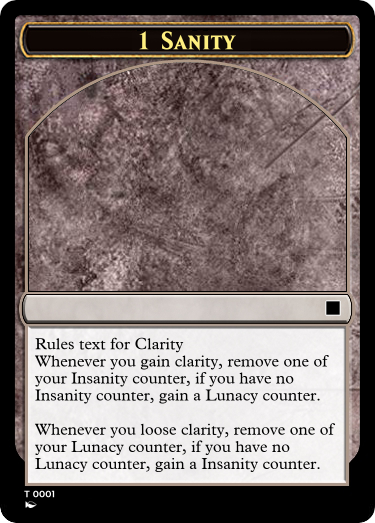 1 Sanity
Rules text for Clarity
Whenever you gain clarity, remove one of
your Insanity counter, if you have no
Insanity counter, gain a Lunacy counter.
Whenever you loose clarity, remove one of
your Lunacy counter, if you have no
Lunacy counter, gain a Insanity counter.
T 0001